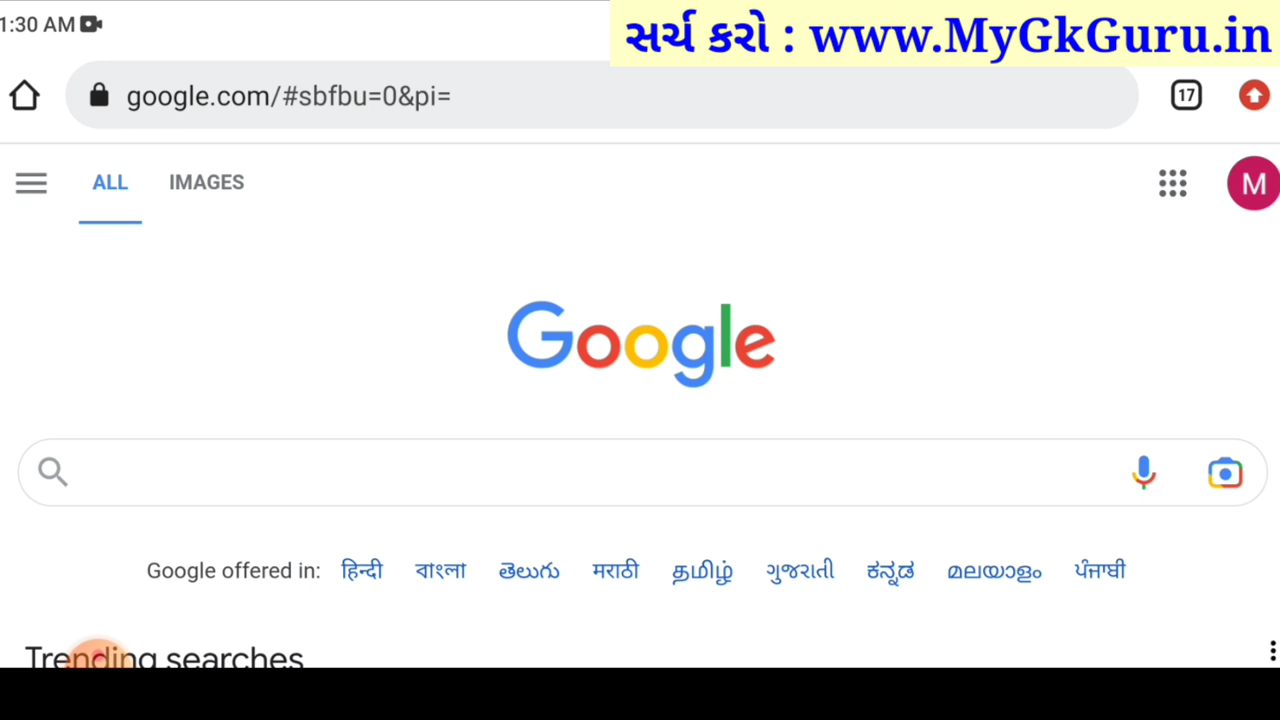 1:30 AM
સર્ચ કરો : www.MyGkGuru.in
google.com/#sbfbu=0&pi=
17
ALL IMAGES
M
Google
Google offered in: हिन्दी বাংলা తెలుగు मराठी தமிழ் ગુજરાતી ಕನ್ನಡ മലയാളം ਪੰਜਾਬੀ
Trending searches